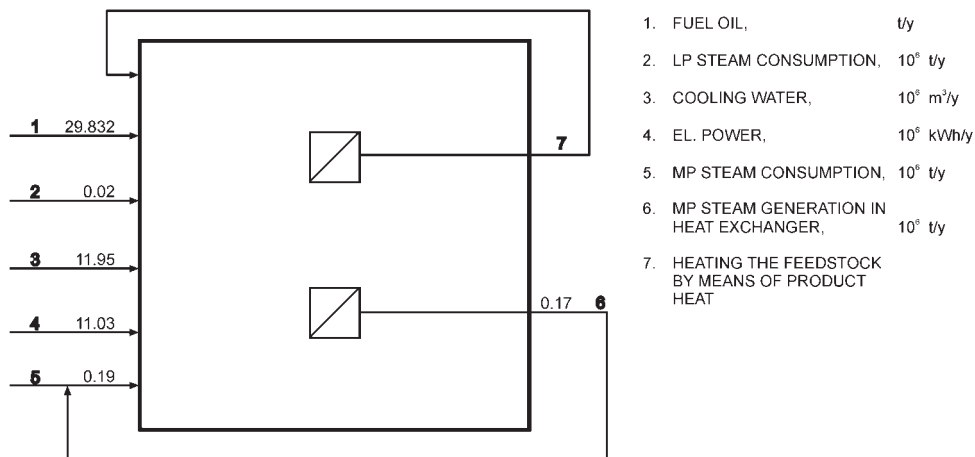 1 29.832
2 0.02
3 11.95
4 11.03
5 0.19
7
0.17 6
1. FUEL OIL, t/y
2. LP STEAM CONSUMPTION, 10⁶ t/y
3. COOLING WATER, 10⁶ m³/y
4. EL. POWER, 10⁶ kWh/y
5. MP STEAM CONSUMPTION, 10⁶ t/y
6. MP STEAM GENERATION IN
HEAT EXCHANGER, 10⁶ t/y
7. HEATING THE FEEDSTOCK
BY MEANS OF PRODUCT
HEAT